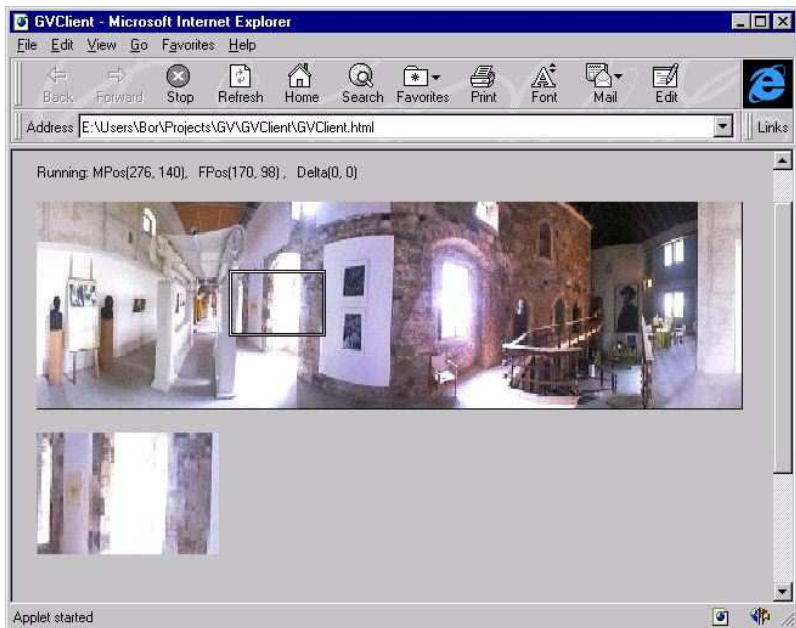 GVClient - Microsoft Internet Explorer
File Edit View Go Favorites Help
Back Forward Stop Refresh Home Search Favorites Print Font Mail Edit
Address E:\Users\Bor\Projects\GV\GVClient\GVClient.html Links
Running: MPos(276, 140), FPos(170, 98) , Delta(0, 0)
Applet started